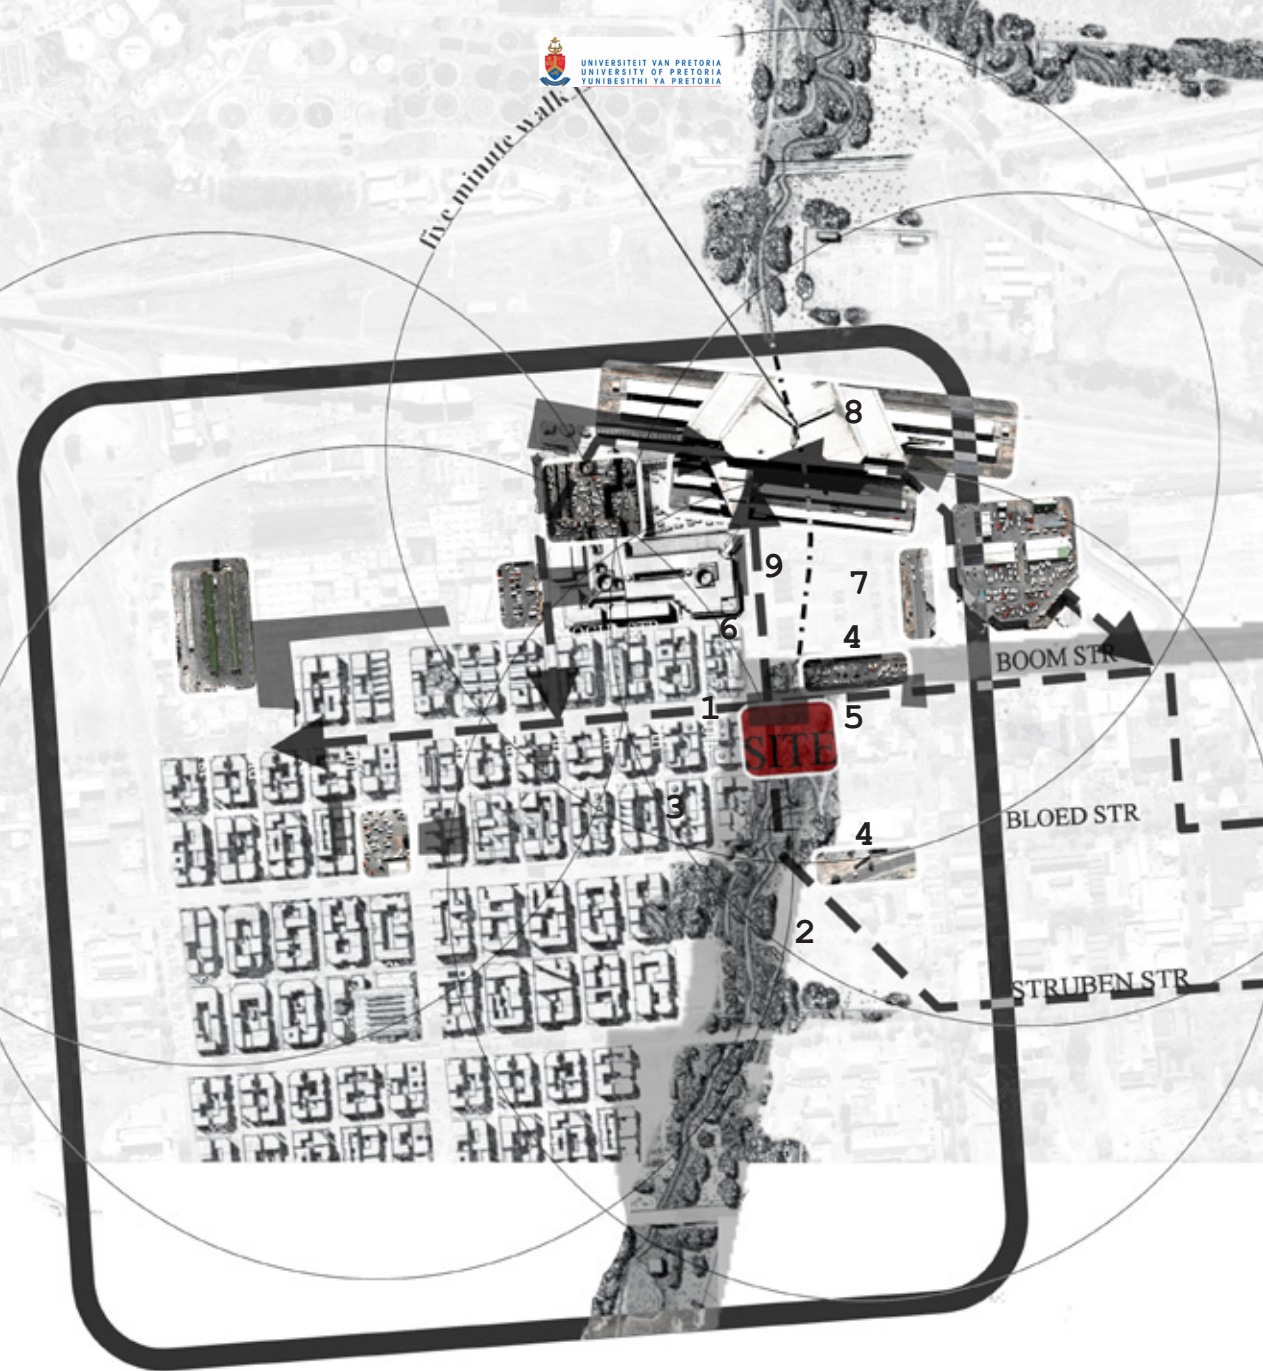 UNIVERSITEIT VAN PRETORIA
UNIVERSITY OF PRETORIA
YUNIBESITHI YA PRETORIA
five minute walk
8
9
7
6
4
BOOM STR
1
5
SITE
3
BLOED STR
4
2
STRUBEN STR